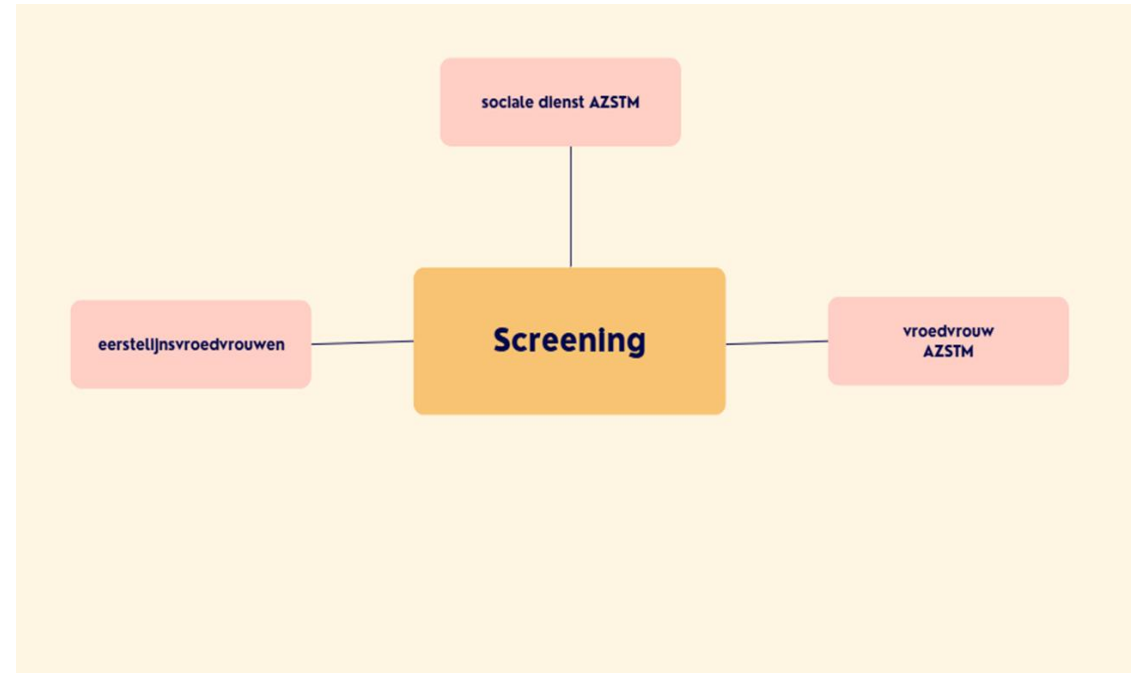 sociale dienst AZSTM
eerstelijnsvroedvrouwen
Screening
vroedvrouw
AZSTM